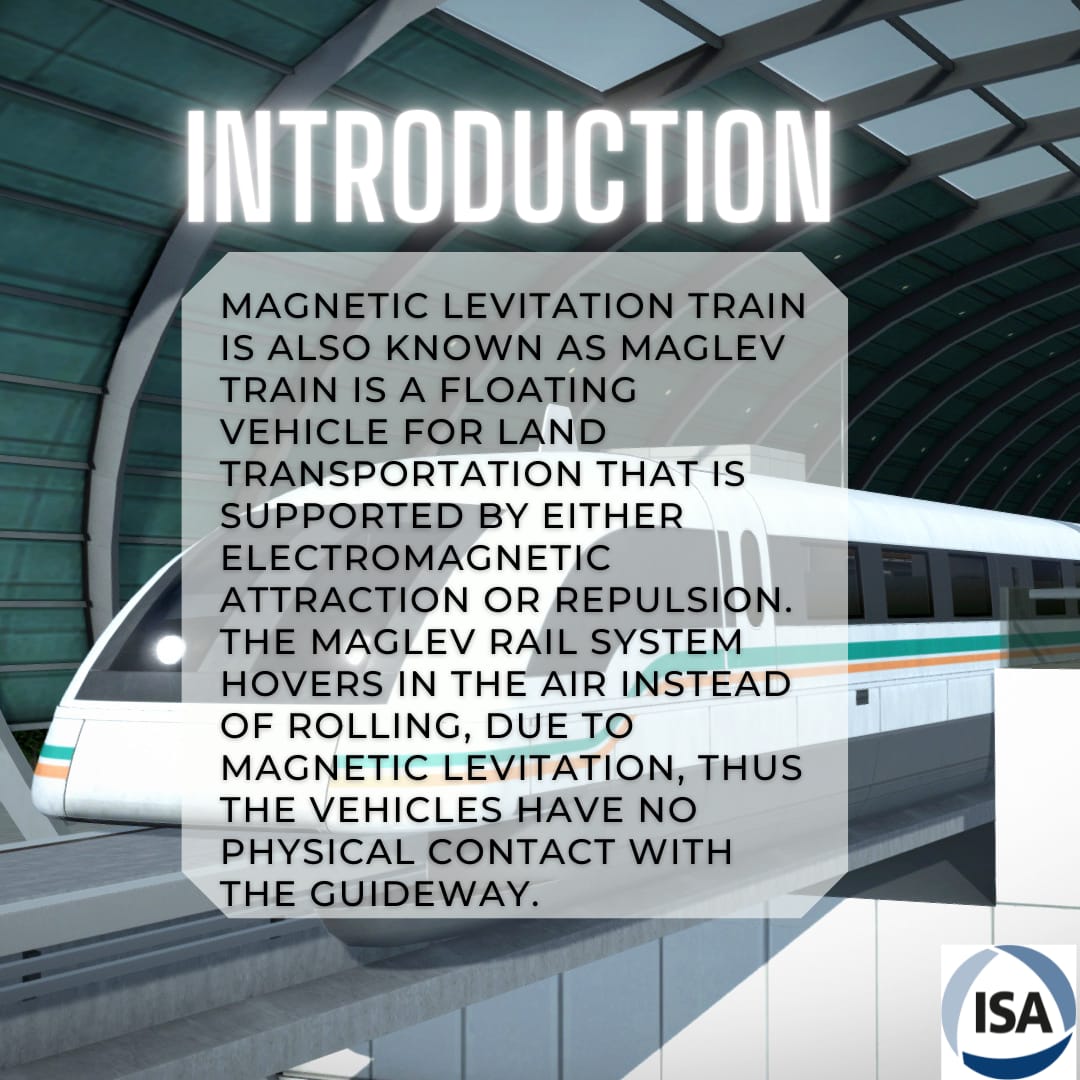 INTRODUCTION
MAGNETIC LEVITATION TRAIN
IS ALSO KNOWN AS MAGLEV
TRAIN IS A FLOATING
VEHICLE FOR LAND
TRANSPORTATION THAT IS
SUPPORTED BY EITHER
ELECTROMAGNETIC
ATTRACTION OR REPULSION.
THE MAGLEV RAIL SYSTEM
HOVERS IN THE AIR INSTEAD
OF ROLLING, DUE TO
MAGNETIC LEVITATION, THUS
THE VEHICLES HAVE NO
PHYSICAL CONTACT WITH
THE GUIDEWAY.
ISA